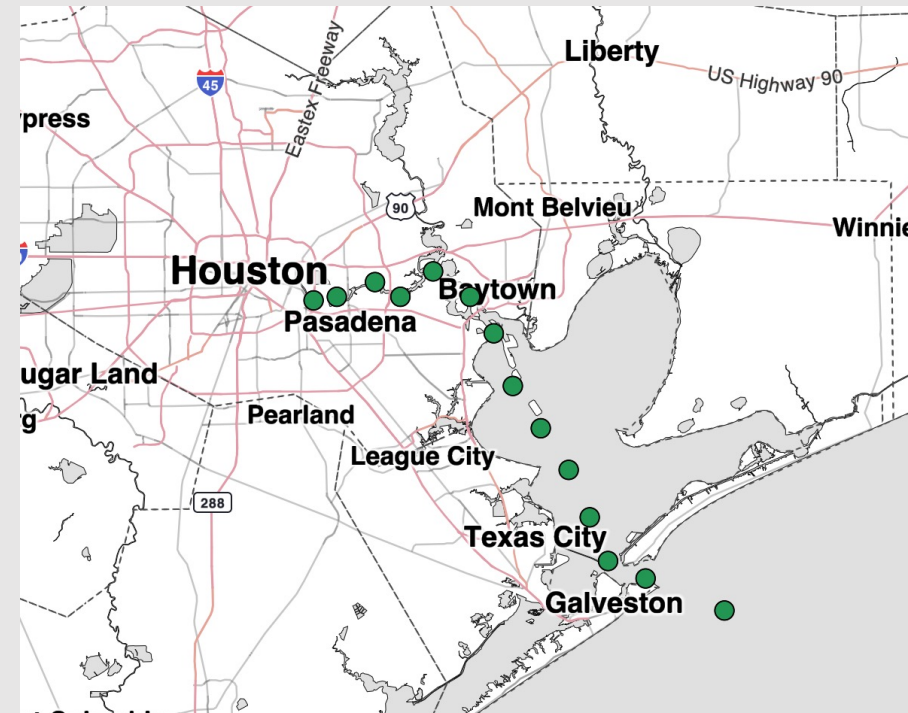 Liberty
45
US Highway 90
Eastex Freeway
ypress
90
Mont Belvieu
Winnie
Houston
Baytown
Pasadena
ugar Land
g
Pearland
League City
288
Texas City
Galveston